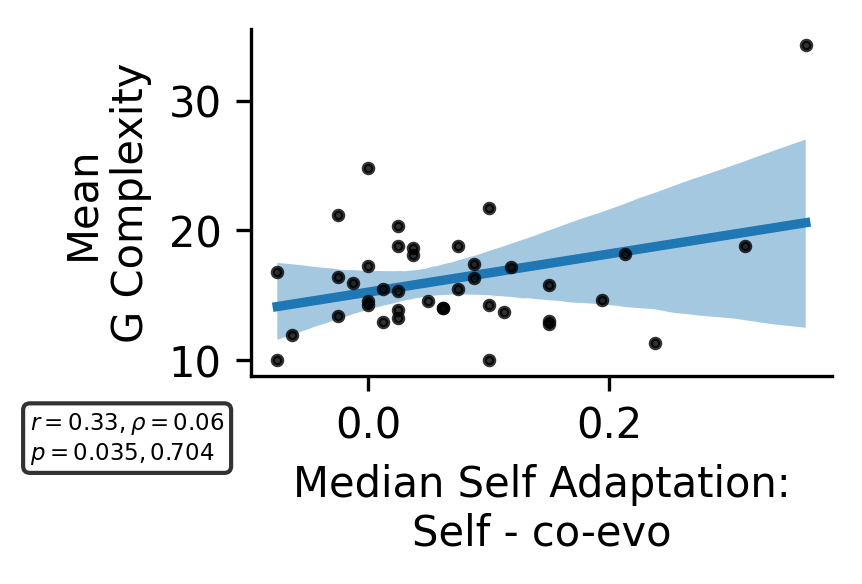 Mean
G Complexity
30
20
10
0.0
0.2
r = 0.33, ρ = 0.06
p = 0.035, 0.704
Median Self Adaptation:
Self - co-evo